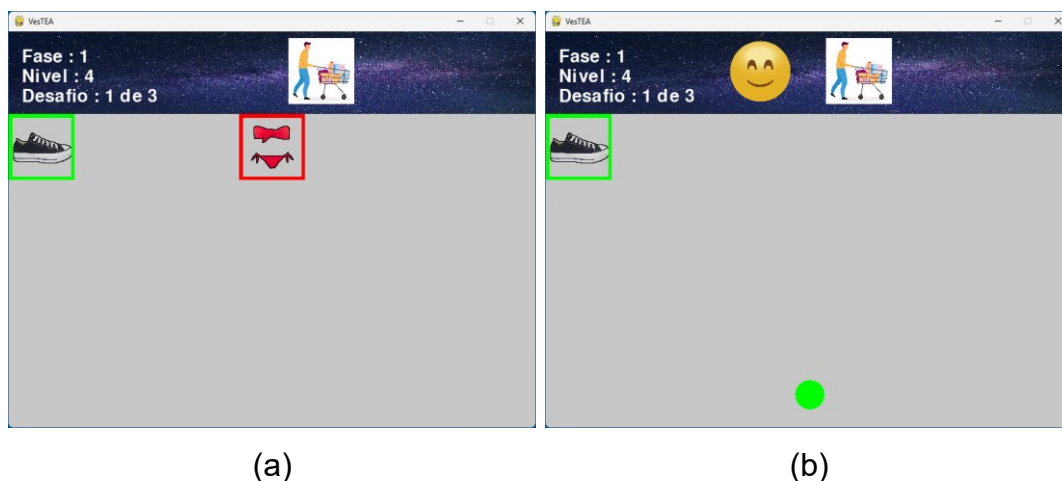 VesTEA
Fase : 1
Nivel : 4
Desafio : 1 de 3
(a)
VesTEA
Fase : 1
Nivel : 4
Desafio : 1 de 3
(b)